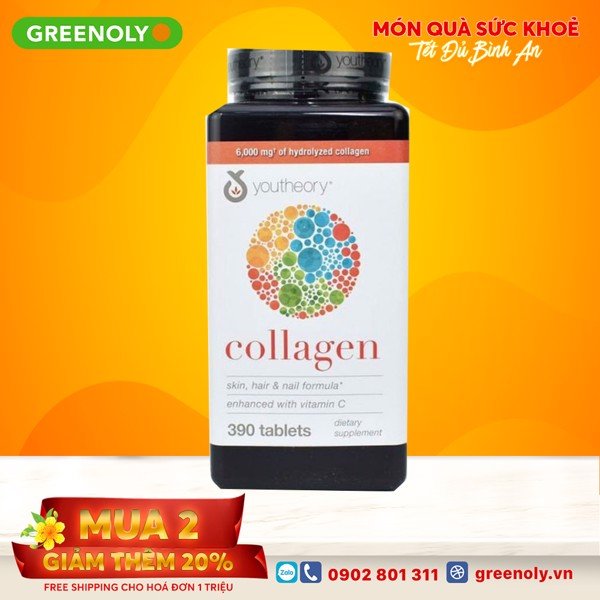 GREENOLY
MÓN QUÀ SỨC KHOẺ
Tết Đủ Bình An
6,000 mg† of hydrolyzed collagen
youtheory®
collagen
skin, hair & nail formula*
enhanced with vitamin C
390 tablets
dietary
supplement
MUA 2
GIẢM THÊM 20%
FREE SHIPPING CHO HOÁ ĐƠN 1 TRIỆU
Zalo
0902 801 311
greenoly.vn